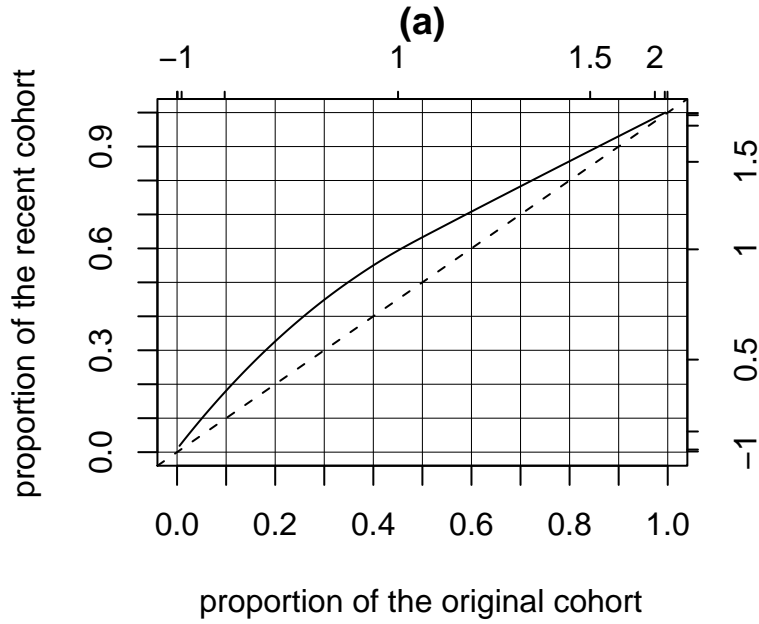 (a)
−1 1 1.5 2
proportion of the recent cohort
0.9
0.6
0.3
0.0
1.5
1
0.5
−1
0.0 0.2 0.4 0.6 0.8 1.0
proportion of the original cohort